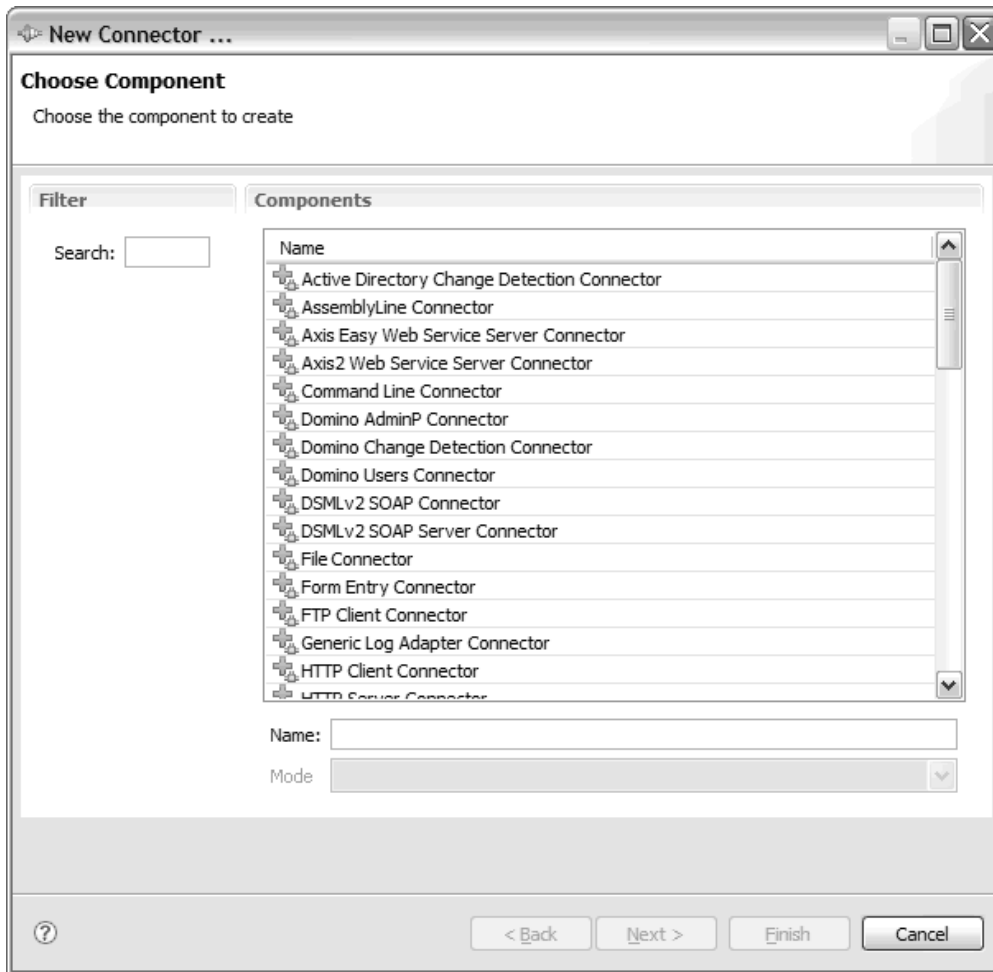 New Connector ...
Choose Component
Choose the component to create
Filter
Components
Search:
Name
Active Directory Change Detection Connector
AssemblyLine Connector
Axis Easy Web Service Server Connector
Axis2 Web Service Server Connector
Command Line Connector
Domino AdminP Connector
Domino Change Detection Connector
Domino Users Connector
DSMLv2 SOAP Connector
DSMLv2 SOAP Server Connector
File Connector
Form Entry Connector
FTP Client Connector
Generic Log Adapter Connector
HTTP Client Connector
HTTP Server Connector
Name:
Mode
?
< Back
Next >
Finish
Cancel